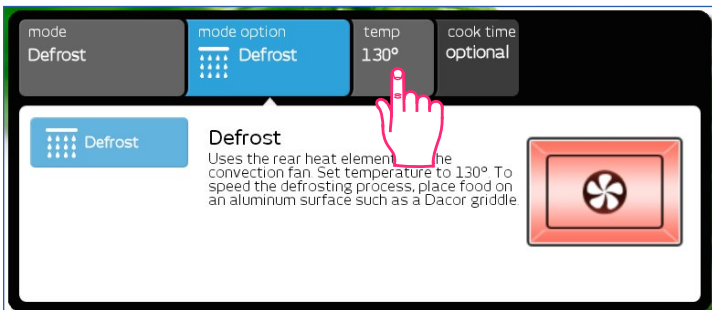 mode
Defrost
mode option
Defrost
temp
130°
cook time
optional
Defrost
Defrost
Uses the rear heat element he
convection fan. Set temperature to 130°. To
speed the defrosting process, place food on
an aluminum surface such as a Dacor griddle.